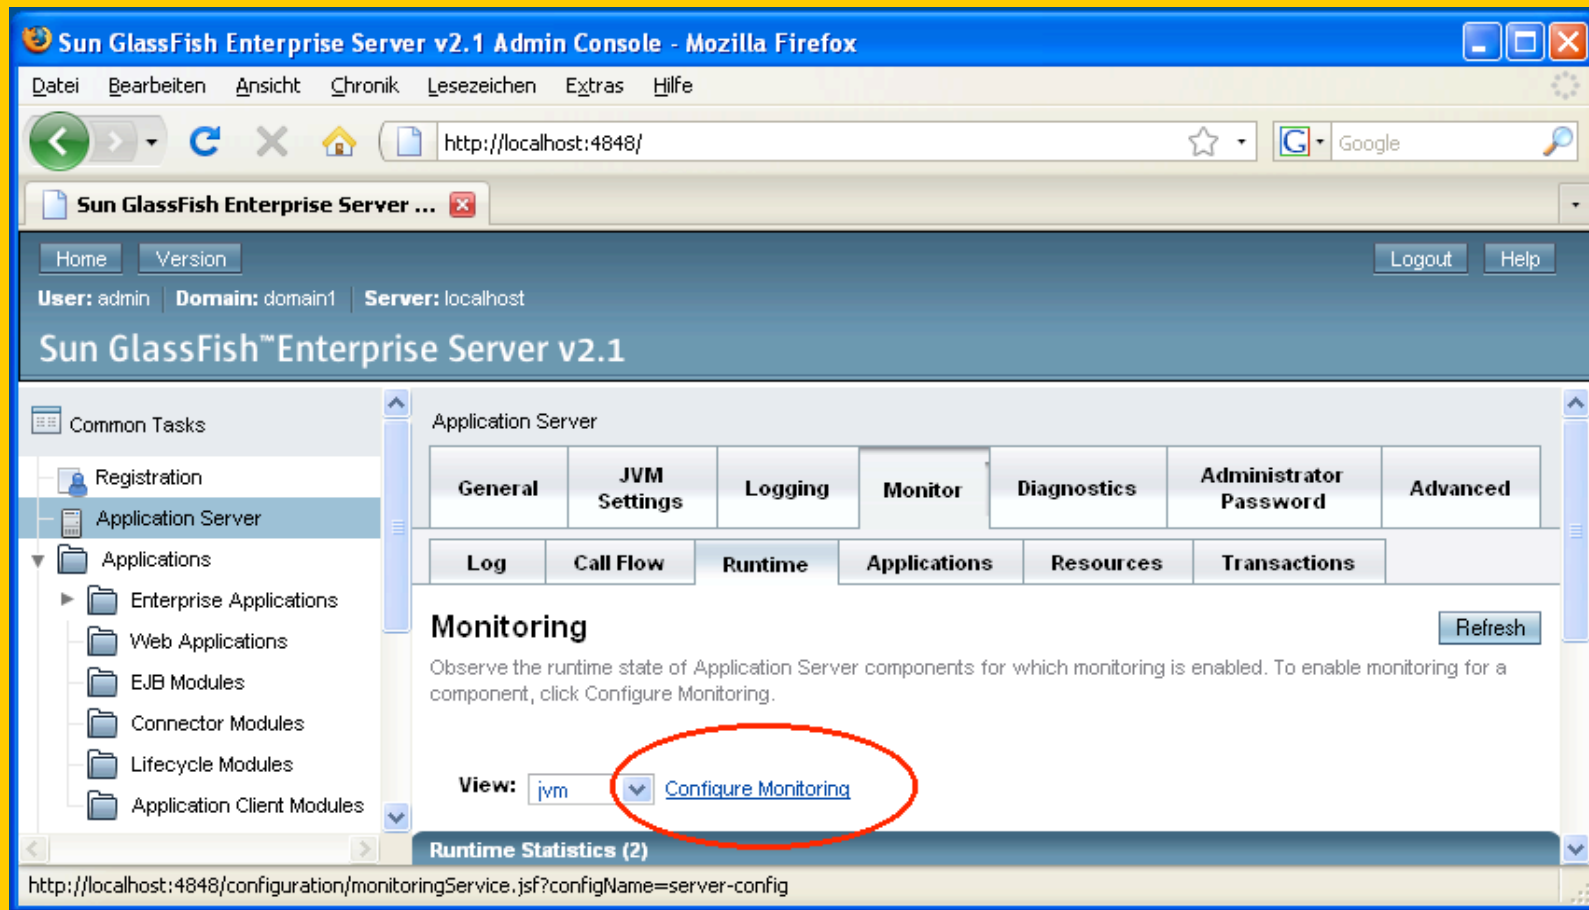 Sun GlassFish Enterprise Server v2.1 Admin Console - Mozilla Firefox
Datei Bearbeiten Ansicht Chronik Lesezeichen Extras Hilfe
http://localhost:4848/
G Google
Sun GlassFish Enterprise Server ...
Home Version Logout Help
User: admin Domain: domain1 Server: localhost
Sun GlassFish™ Enterprise Server v2.1
Common Tasks
Registration
Application Server
Applications
Enterprise Applications
Web Applications
EJB Modules
Connector Modules
Lifecycle Modules
Application Client Modules
Application Server
General JVM Settings Logging Monitor Diagnostics Administrator Password Advanced
Log Call Flow Runtime Applications Resources Transactions
Monitoring Refresh
Observe the runtime state of Application Server components for which monitoring is enabled. To enable monitoring for a
component, click Configure Monitoring.
View: jvm Configure Monitoring
Runtime Statistics (2)
http://localhost:4848/configuration/monitoringService.jsf?configName=server-config